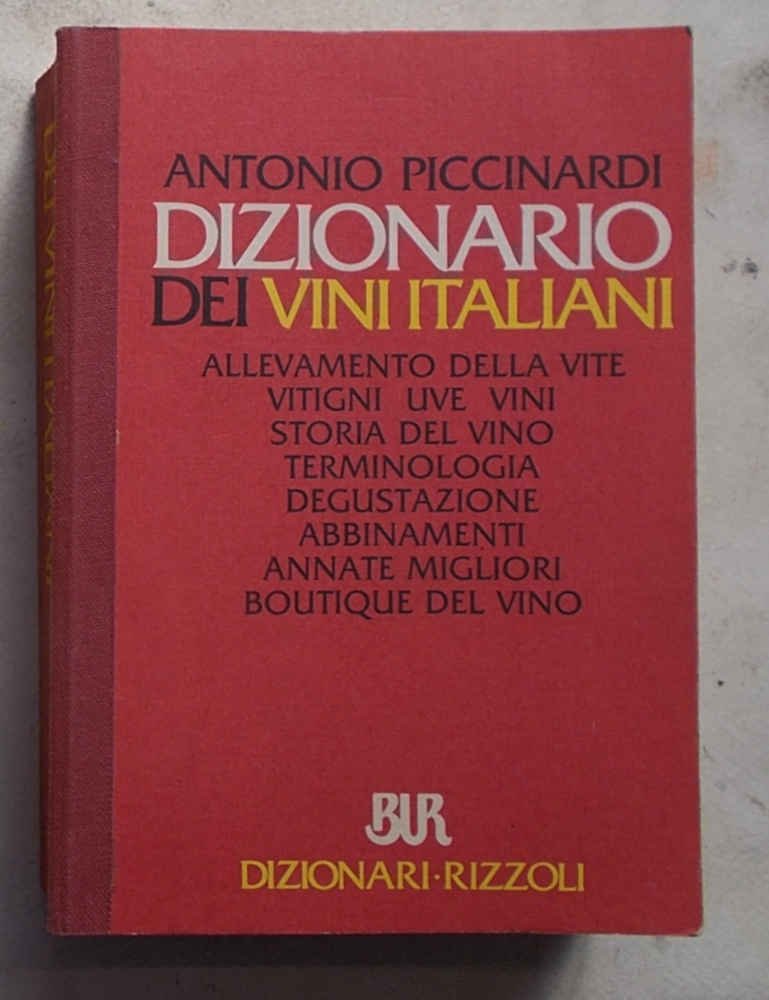 ANTONIO PICCINARDI
DIZIONARIO
DEI VINI ITALIANI
ALLEVAMENTO DELLA VITE
VITIGNI UVE VINI
STORIA DEL VINO
TERMINOLOGIA
DEGUSTAZIONE
ABBINAMENTI
ANNATE MIGLIORI
BOUTIQUE DEL VINO
BUR
DIZIONARI·RIZZOLI